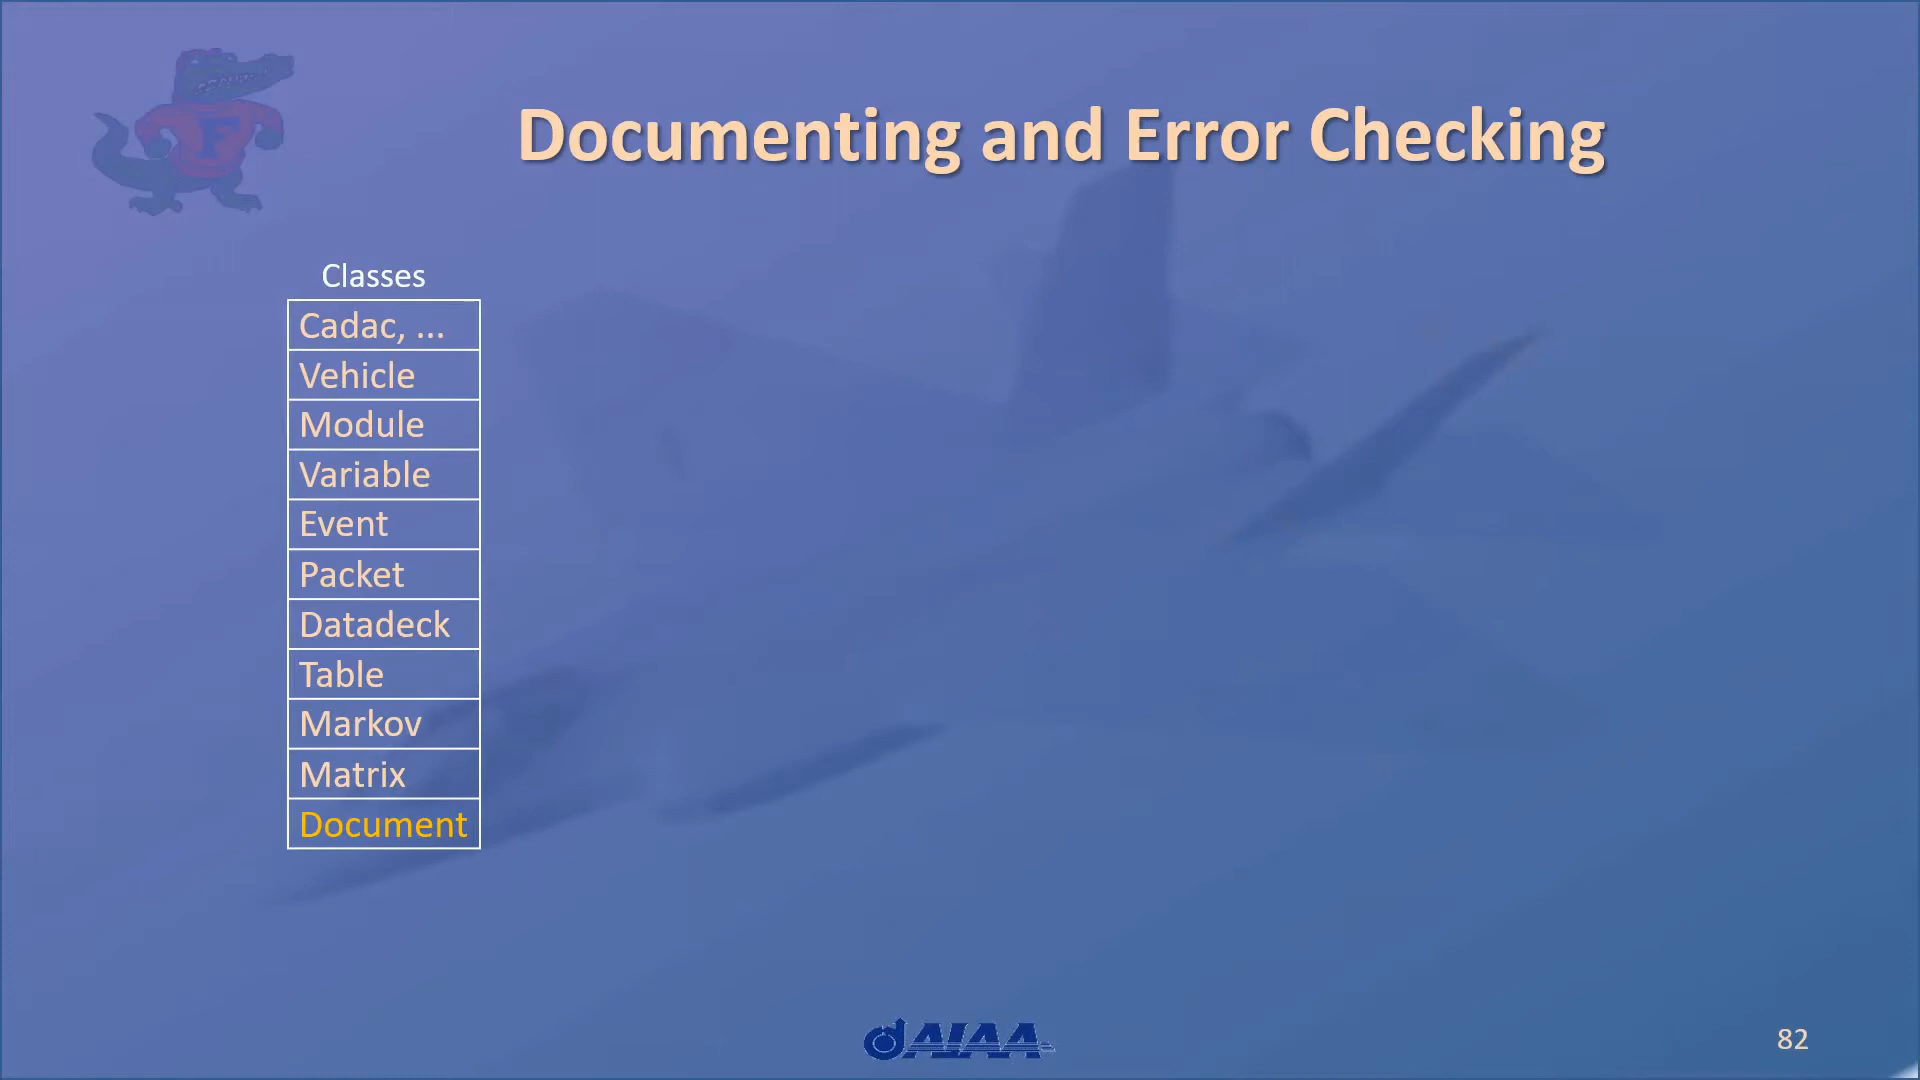 Documenting and Error Checking
Classes
Cadac, ...
Vehicle
Module
Variable
Event
Packet
Datadeck
Table
Markov
Matrix
Document
F
AIAA
82